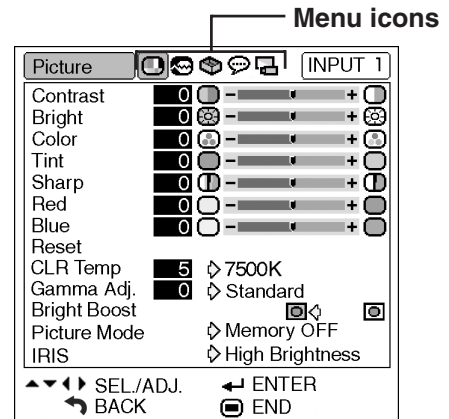 Menu icons
Picture INPUT 1
Contrast 0 - +
Bright 0 - +
Color 0 - +
Tint 0 - +
Sharp 0 - +
Red 0 - +
Blue 0 - +
Reset
CLR Temp 5 7500K
Gamma Adj. 0 Standard
Bright Boost
Picture Mode Memory OFF
IRIS High Brightness
SEL./ADJ. ENTER
BACK END